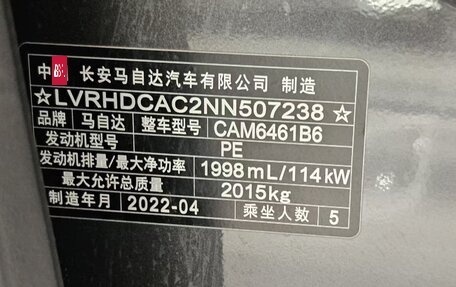 中 长安马自达汽车有限公司 制造
☆LVRHDCAC2NN507238☆
品牌 马自达 整车型号 CAM6461B6
发动机型号 PE
发动机排量/最大净功率 1998mL/114kW
最大允许总质量 2015kg
制造年月 2022-04 乘坐人数 5